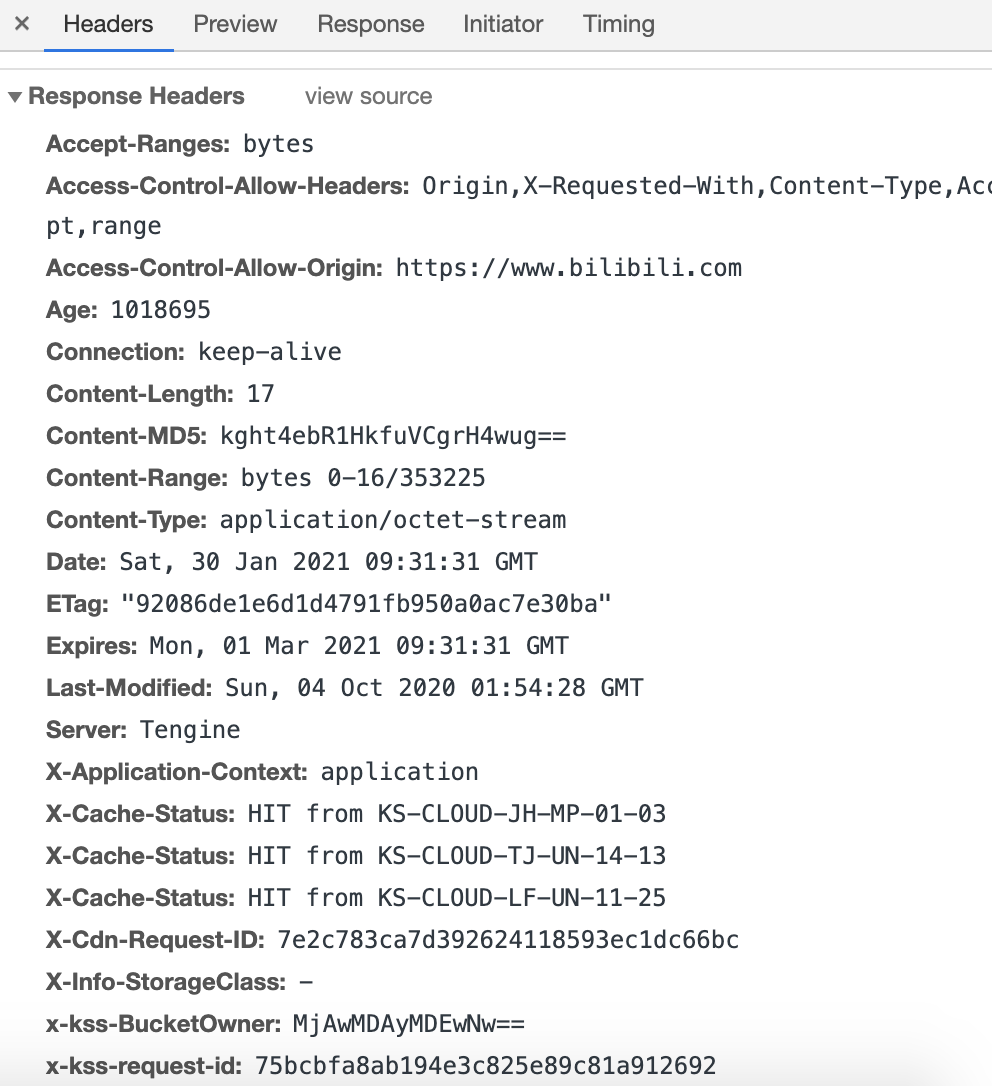 × Headers Preview Response Initiator Timing
▼ Response Headers view source
Accept-Ranges: bytes
Access-Control-Allow-Headers: Origin,X-Requested-With,Content-Type,Acc
pt,range
Access-Control-Allow-Origin: https://www.bilibili.com
Age: 1018695
Connection: keep-alive
Content-Length: 17
Content-MD5: kght4ebR1HkfuVCgrH4wug==
Content-Range: bytes 0-16/353225
Content-Type: application/octet-stream
Date: Sat, 30 Jan 2021 09:31:31 GMT
ETag: "92086de1e6d1d4791fb950a0ac7e30ba"
Expires: Mon, 01 Mar 2021 09:31:31 GMT
Last-Modified: Sun, 04 Oct 2020 01:54:28 GMT
Server: Tengine
X-Application-Context: application
X-Cache-Status: HIT from KS-CLOUD-JH-MP-01-03
X-Cache-Status: HIT from KS-CLOUD-TJ-UN-14-13
X-Cache-Status: HIT from KS-CLOUD-LF-UN-11-25
X-Cdn-Request-ID: 7e2c783ca7d392624118593ec1dc66bc
X-Info-StorageClass: -
x-kss-BucketOwner: MjAwMDAyMDEwNw==
x-kss-request-id: 75bcbfa8ab194e3c825e89c81a912692